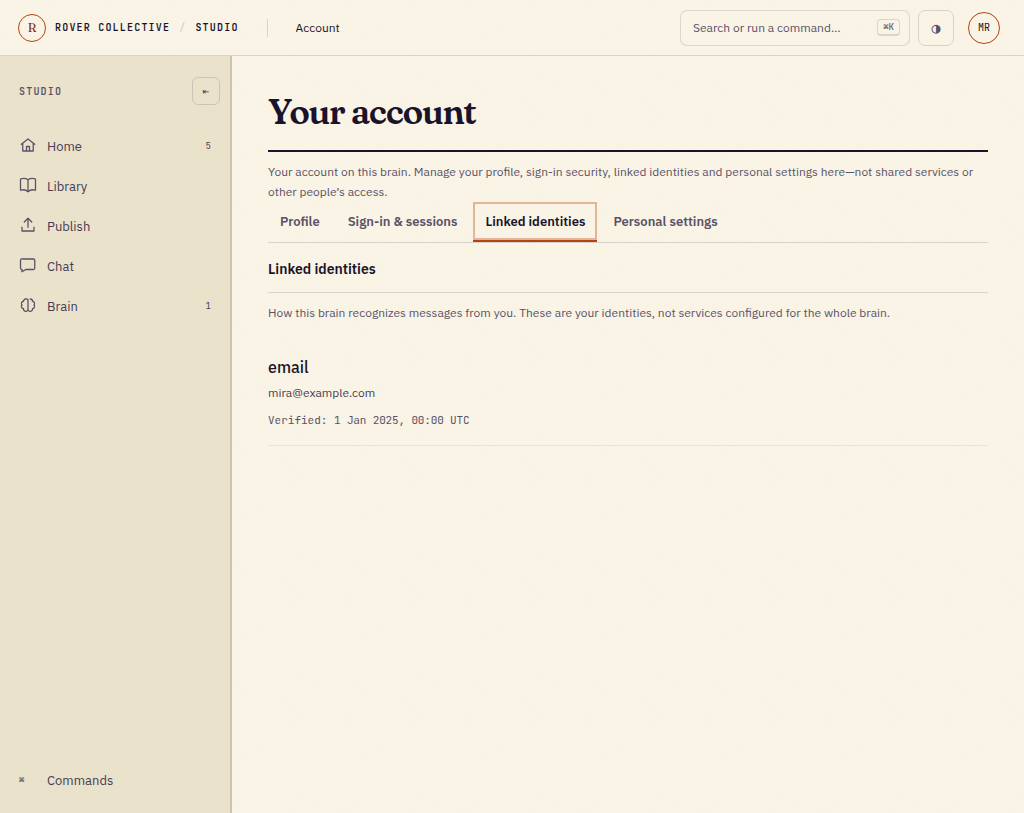 R ROVER COLLECTIVE / STUDIO Account Search or run a command... ⌘K MR
STUDIO
Home 5
Library
Publish
Chat
Brain 1
⌘ Commands
Your account
Your account on this brain. Manage your profile, sign-in security, linked identities and personal settings here—not shared services or
other people's access.
Profile Sign-in & sessions Linked identities Personal settings
Linked identities
How this brain recognizes messages from you. These are your identities, not services configured for the whole brain.
email
mira@example.com
Verified: 1 Jan 2025, 00:00 UTC